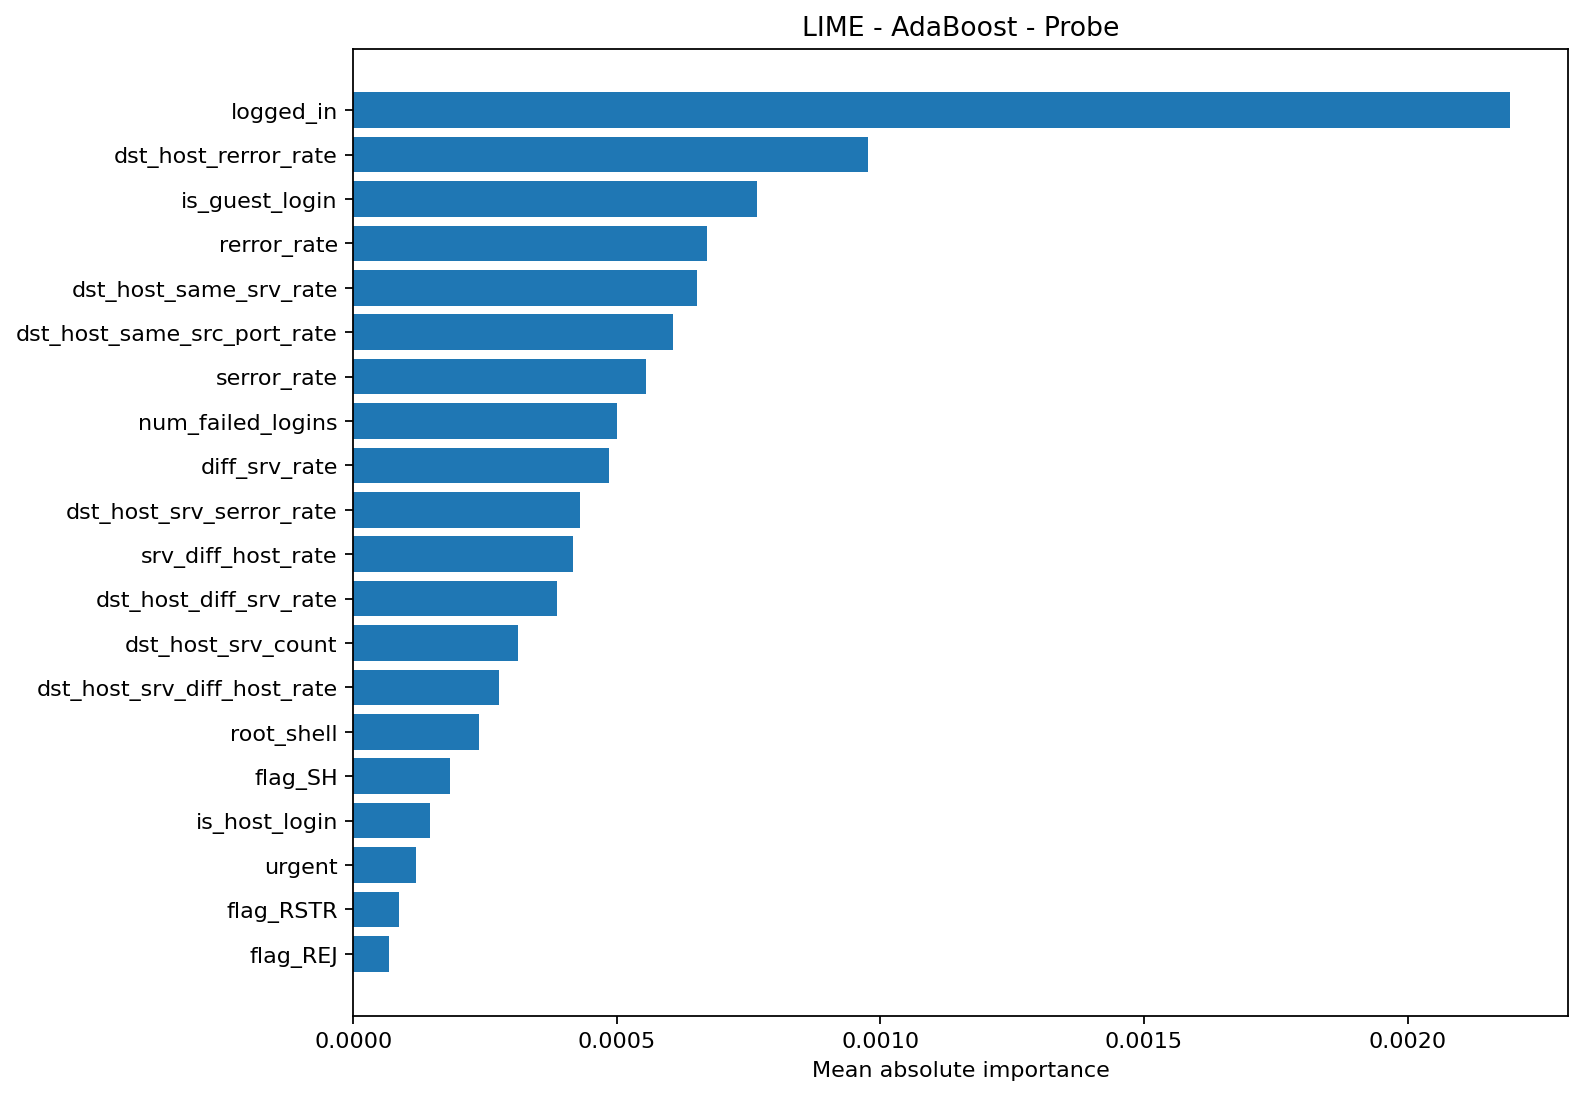 LIME - AdaBoost - Probe
logged_in
dst_host_rerror_rate
is_guest_login
rerror_rate
dst_host_same_srv_rate
dst_host_same_src_port_rate
serror_rate
num_failed_logins
diff_srv_rate
dst_host_srv_serror_rate
srv_diff_host_rate
dst_host_diff_srv_rate
dst_host_srv_count
dst_host_srv_diff_host_rate
root_shell
flag_SH
is_host_login
urgent
flag_RSTR
flag_REJ
0.0000 0.0005 0.0010 0.0015 0.0020
Mean absolute importance